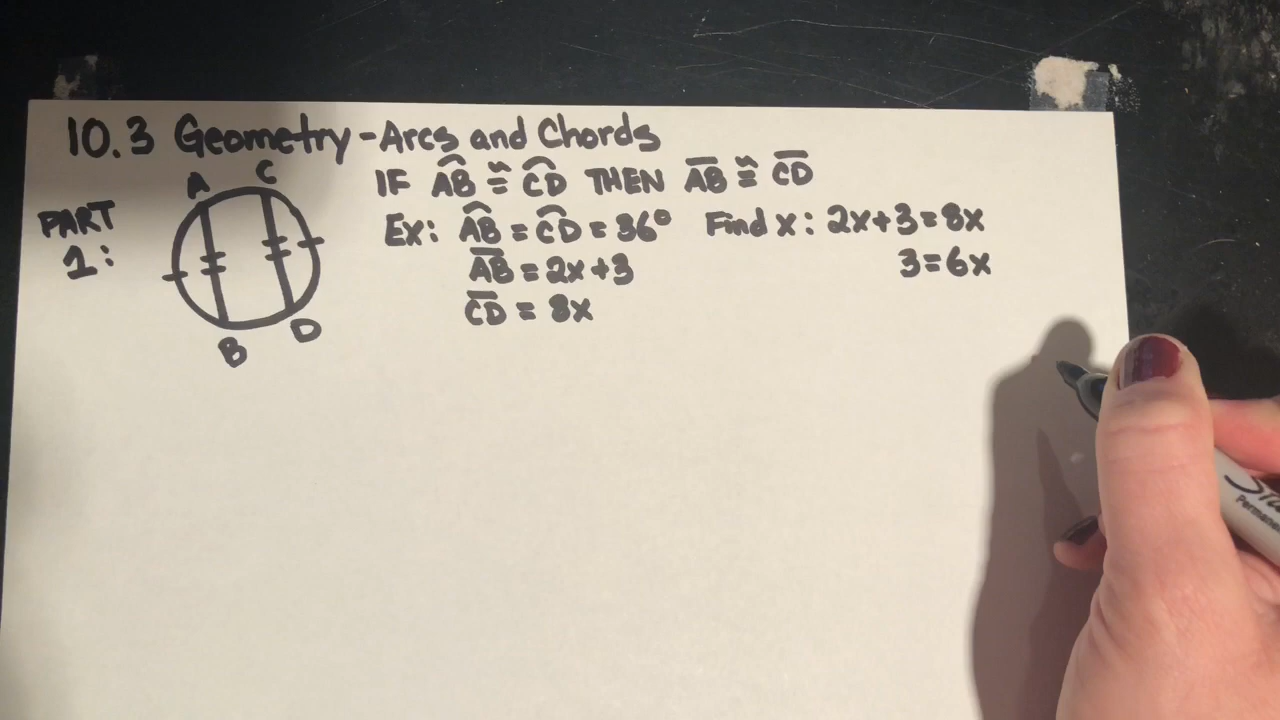 10.3 Geometry - Arcs and Chords
PART
1:
A
C
B
D
IF A͡B ≅ C͡D THEN A̅B̅ ≅ C̅D̅
Ex: A͡B = C͡D = 36°
A̅B̅ = 2x+3
C̅D̅ = 8x
Find x: 2x+3=8x
3=6x
Permanen